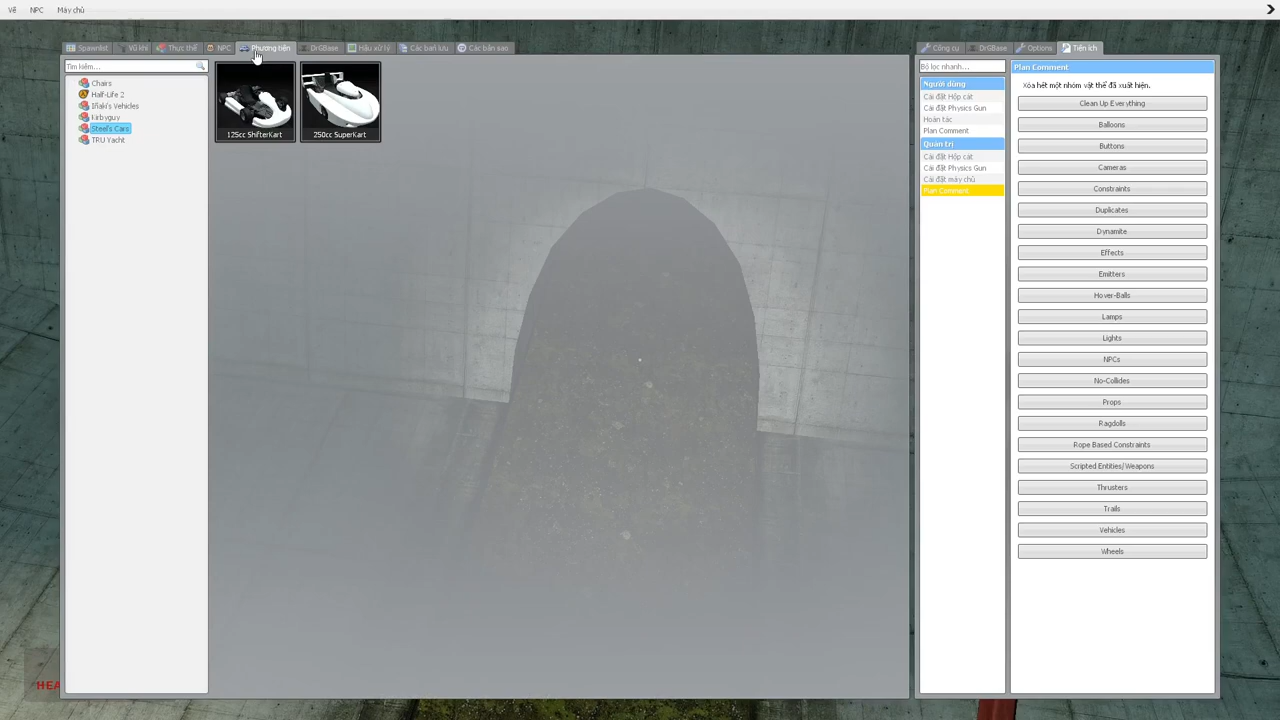 Vẽ NPC Máy chủ
Spawnlist Vũ khí Thực thể NPC Phương tiện DrGBase Hậu xử lý Các bản lưu Các bản sao
Công cụ DrGBase Options Tiện ích
Tìm kiếm...
Chairs
Half-Life 2
Iñaki's Vehicles
Kirbyguy
Steel's Cars
TRU Yacht
125cc ShifterKart
250cc SuperKart
Bộ lọc nhanh...
Người dùng
Cài đặt Hộp cát
Cài đặt Physics Gun
Hoàn tác
Plan Comment
Quản trị
Cài đặt Hộp cát
Cài đặt Physics Gun
Cài đặt máy chủ
Plan Comment
Plan Comment
Xóa hết một nhóm vật thể đã xuất hiện.
Clean Up Everything
Balloons
Buttons
Cameras
Constraints
Duplicates
Dynamite
Effects
Emitters
Hover-Balls
Lamps
Lights
NPCs
No-Collides
Props
Ragdolls
Rope Based Constraints
Scripted Entities/Weapons
Thrusters
Trails
Vehicles
Wheels
HEA